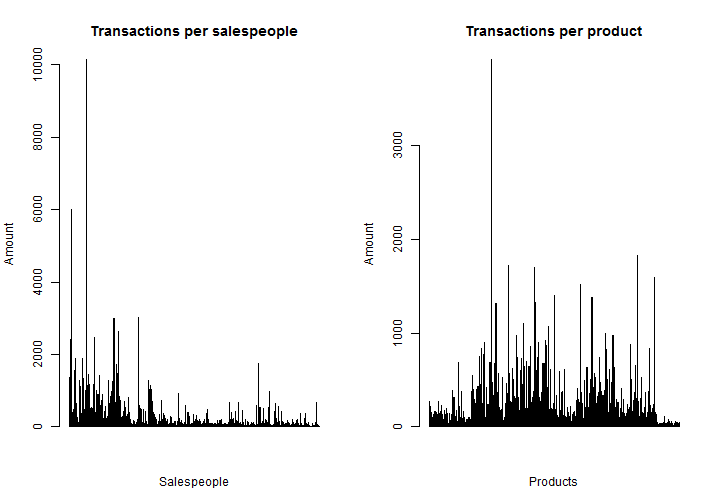 Transactions per salespeople
Amount
0
2000
4000
6000
8000
10000
Salespeople
Transactions per product
Amount
0
1000
2000
3000
Products